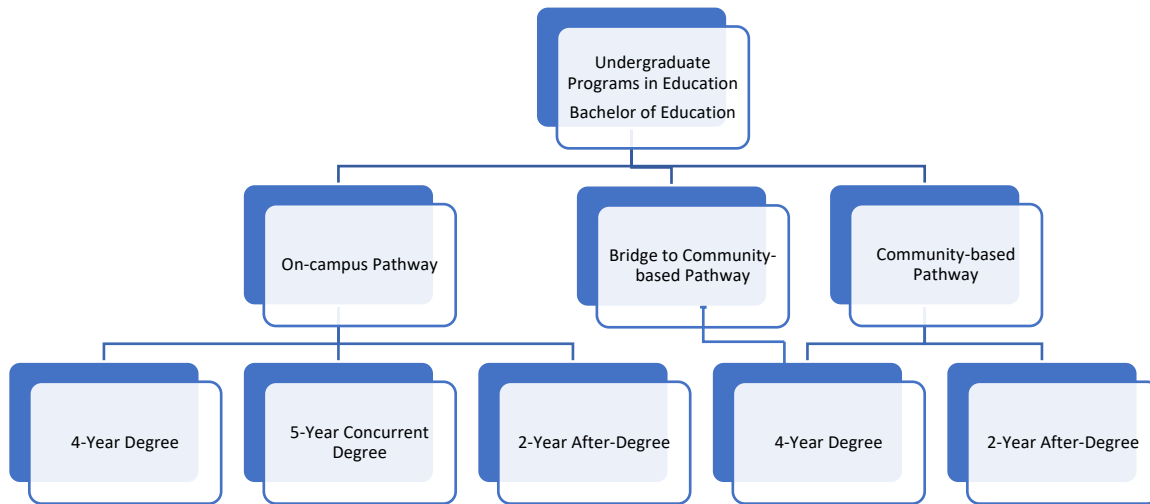 Undergraduate
Programs in Education
Bachelor of Education
On-campus Pathway
Bridge to Community-
based Pathway
Community-based
Pathway
4-Year Degree
5-Year Concurrent
Degree
2-Year After-Degree
4-Year Degree
2-Year After-Degree